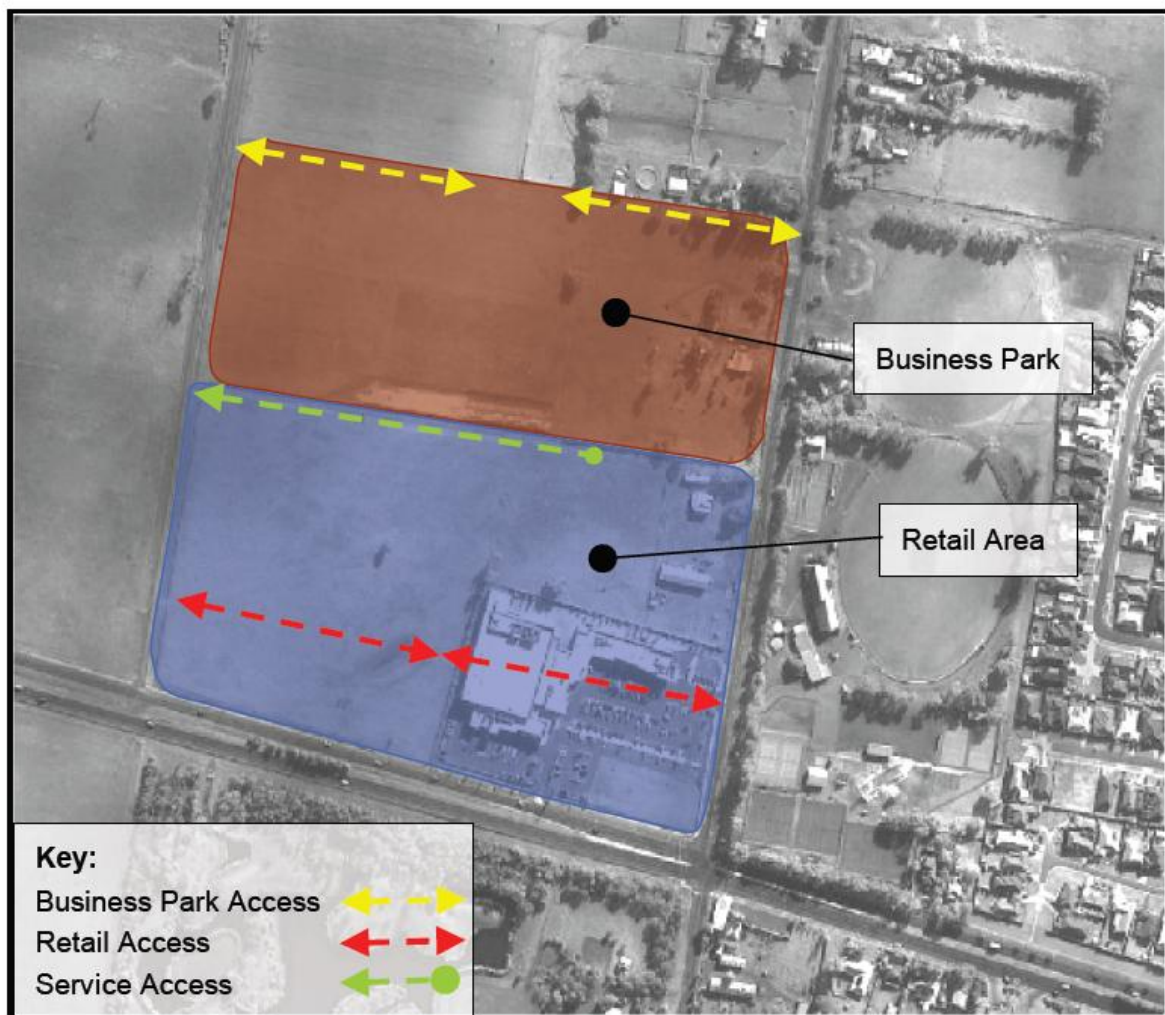 Business Park
Retail Area
Key:
Business Park Access
Retail Access
Service Access